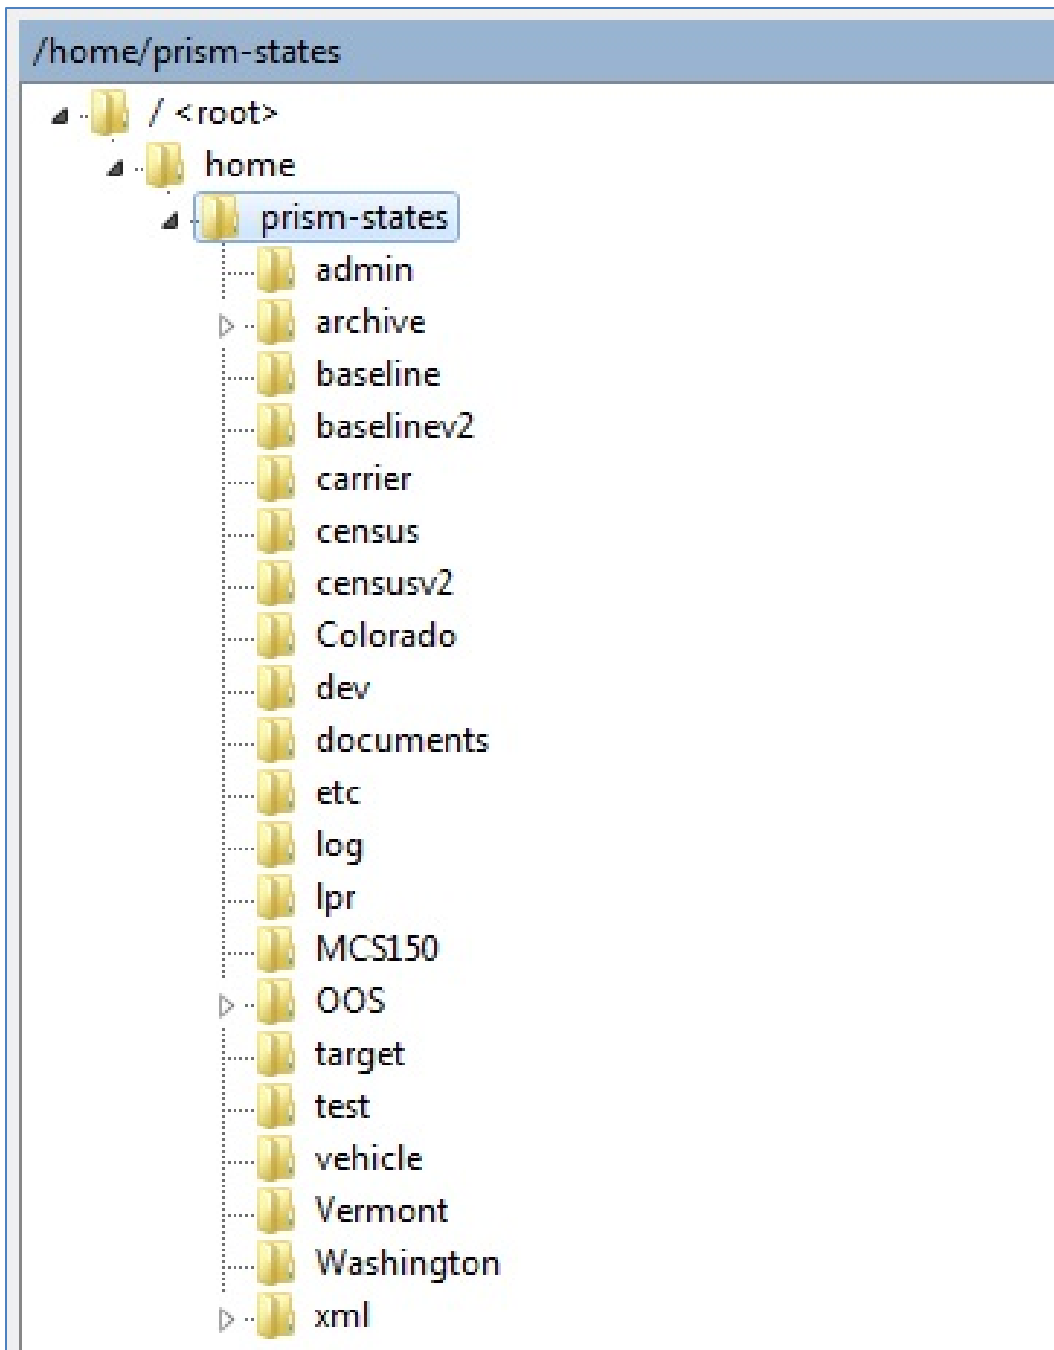 /home/prism-states
/ <root>
home
prism-states
admin
archive
baseline
baselinev2
carrier
census
censusv2
Colorado
dev
documents
etc
log
lpr
MCS150
OOS
target
test
vehicle
Vermont
Washington
xml